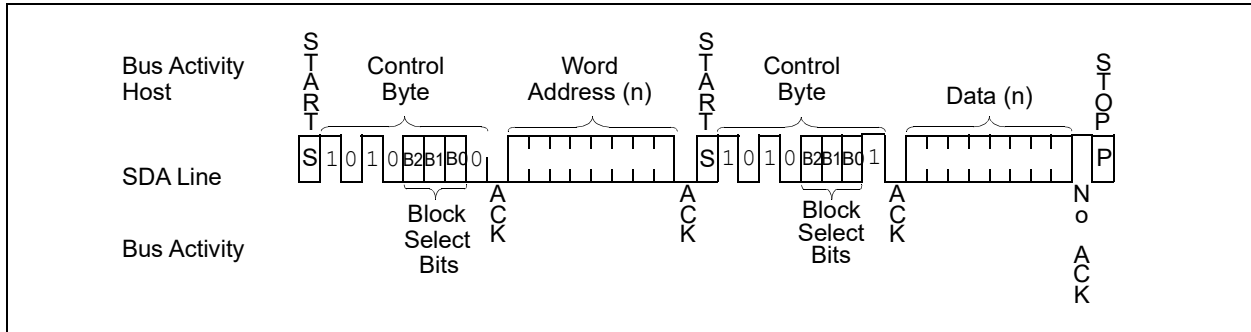 Bus Activity
Host
START
Control
Byte
Word
Address (n)
START
Control
Byte
Data (n)
STOP
SDA Line
S 1 0 1 0 B2 B1 B0 0
S 1 0 1 0 B2 B1 B0 1
P
Bus Activity
Block
Select
Bits
ACK
ACK
Block
Select
Bits
ACK
No ACK